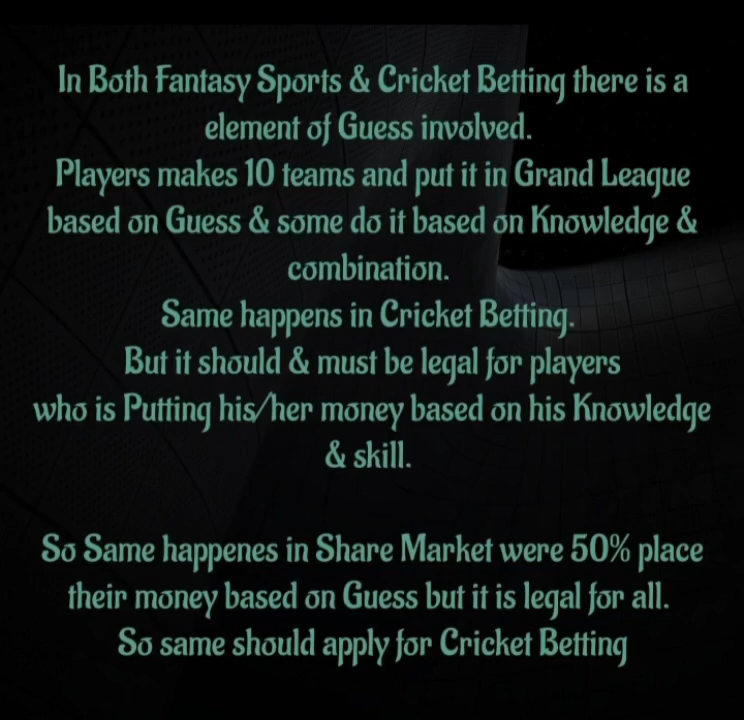 In Both Fantasy Sports & Cricket Betting there is a
element of Guess involved.
Players makes 10 teams and put it in Grand League
based on Guess & some do it based on Knowledge &
combination.
Same happens in Cricket Betting.
But it should & must be legal for players
who is Putting his/her money based on his Knowledge
& skill.
So Same happenes in Share Market were 50% place
their money based on Guess but it is legal for all.
So same should apply for Cricket Betting